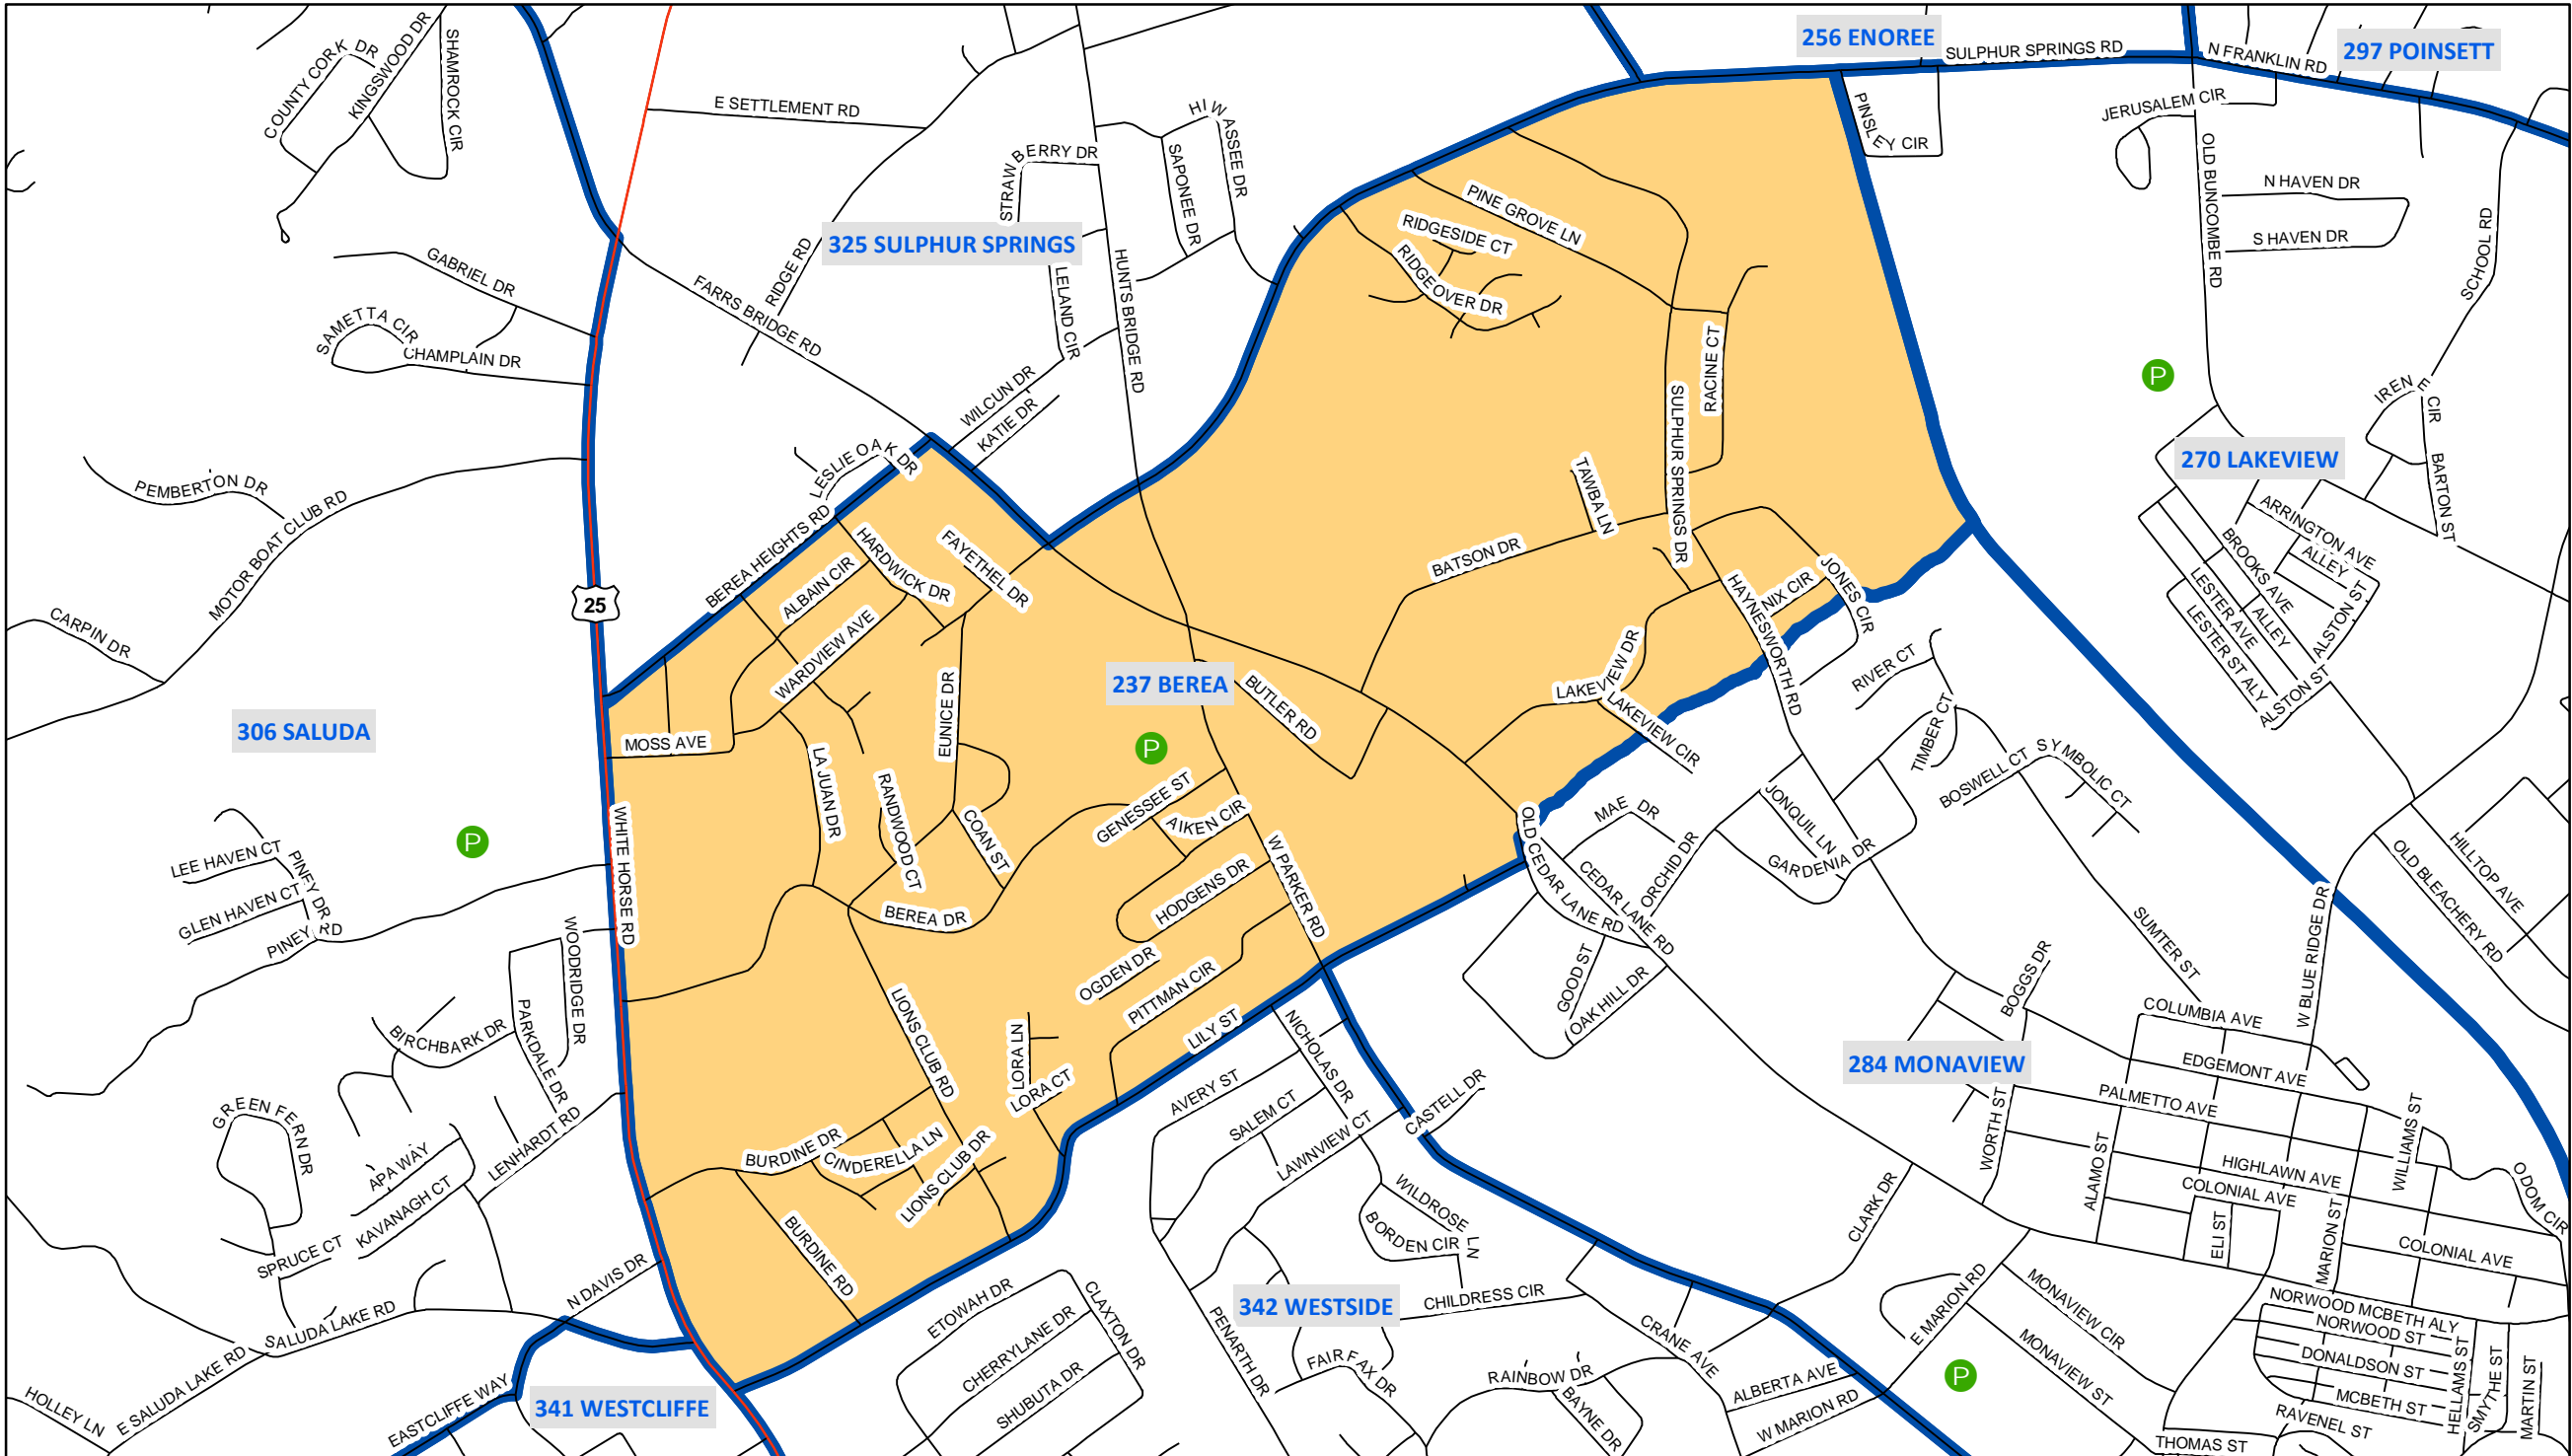 256 ENOREE
SULPHUR SPRINGS RD
N FRANKLIN RD
297 POINSETT
COUNTY CORK DR
KINGSWOOD DR
SHAMROCK CIR
E SETTLEMENT RD
HIWASSEE DR
PINSLEY CIR
JERUSALEM CIR
STRAWBERRY DR
SAPONEE DR
OLD BUNCOMBE RD
N HAVEN DR
S HAVEN DR
SCHOOL RD
PINE GROVE LN
RIDGESIDE CT
RIDGEOVER DR
325 SULPHUR SPRINGS
RIDGE RD
GABRIEL DR
FARRS BRIDGE RD
LELAND CIR
HUNTS BRIDGE RD
SAMETTA CIR
CHAMPLAIN DR
RACINE CT
SULPHUR SPRINGS DR
P
IRENE CIR
WILCUN DR
KATIE DR
LESLIE OAK DR
270 LAKEVIEW
BARTON ST
PEMBERTON DR
MOTOR BOAT CLUB RD
TAWBA LN
ARRINGTON AVE
ALLEY
BROOKS AVE
BEREA HEIGHTS RD
HARDWICK DR
FAYETHEL DR
BATSON DR
ALBAIN CIR
25
JONES CIR
NIX CIR
HAYNESWORTH RD
LESTER AVE
ALLEY
LESTER ST ALY
ALSTON ST
ALSTON ST
CARPIN DR
WARDVIEW AVE
LAKEVIEW DR
RIVER CT
237 BEREA
BUTLER RD
LAKEVIEW CIR
EUNICE DR
306 SALUDA
MOSS AVE
P
TIMBER CT
SYMBOLIC CT
BOSWELL CT
LA JUAN DR
RANDWOOD CT
COAN ST
GENESSEE ST
AIKEN CIR
MAE DR
JONQUIL LN
GARDENIA DR
WHITE HORSE RD
P
LEE HAVEN CT
PINEY DR
GLEN HAVEN CT
PINEY RD
OLD CEDAR LANE RD
CEDAR LANE RD
ORCHID DR
HILLTOP AVE
OLD BLEACHERY RD
W PARKER RD
HODGENS DR
BEREA DR
W BLUE RIDGE DR
SUMTER ST
WOODRIDGE DR
OGDEN DR
PITTMAN CIR
GOOD ST
OAK HILL DR
BOGGS DR
PARKDALE DR
BIRCHBARK DR
LIONS CLUB RD
LORA LN
LORA CT
LILY ST
NICHOLAS DR
COLUMBIA AVE
284 MONAVIEW
EDGEMONT AVE
PALMETTO AVE
AVERY ST
SALEM CT
LAWNVIEW CT
CASTELL DR
WORTH ST
WILLIAMS ST
GREEN FERN DR
LENHARDT RD
APA WAY
KAVANAGH CT
BURDINE DR
CINDERELLA LN
LIONS CLUB DR
ALAMO ST
HIGHLAWN AVE
COLONIAL AVE
ODOM CIR
WILDROSE LN
BORDEN CIR
CLARK DR
ELI ST
MARION ST
COLONIAL AVE
SPRUCE CT
BURDINE RD
N DAVIS DR
342 WESTSIDE
CHILDRESS CIR
E MARION RD
MONAVIEW CIR
NORWOOD MCBETH ALY
NORWOOD ST
DONALDSON ST
MCBETH ST
RAVENEL ST
THOMAS ST
HELLAMS ST
SMYTHE ST
MARTIN ST
SALUDA LAKE RD
E SALUDA LAKE RD
HOLLEY LN
EASTCLIFFE WAY
341 WESTCLIFFE
ETOWAH DR
CHERRYLANE DR
SHUBUTA DR
CLAXTON DR
PENARTH DR
FAIRFAX DR
RAINBOW DR
BAYNE DR
CRANE AVE
ALBERTA AVE
W MARION RD
P
MONAVIEW ST